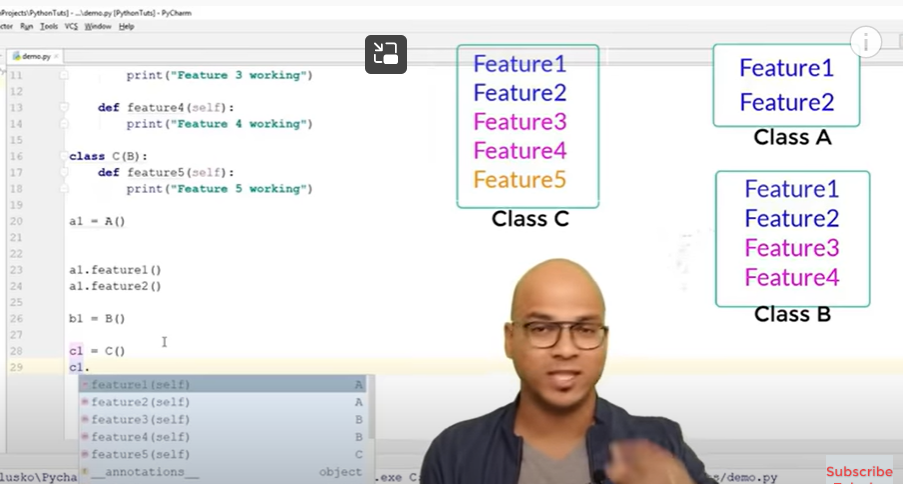 Projects\PythonTuts] - ...\demo.py [PythonTuts] - PyCharm
Run Tools VCS Window Help
demo.py
11 print("Feature 3 working")
12
13 def feature4(self):
14 print("Feature 4 working")
15
16 class C(B):
17 def feature5(self):
18 print("Feature 5 working")
19
20 a1 = A()
21
22
23 a1.feature1()
24 a1.feature2()
25
26 b1 = B()
27
28 c1 = C()
29 c1.
feature1(self) A
feature2(self) A
feature3(self) B
feature4(self) B
feature5(self) C
__annotations__ object
lusko\Pycha
.exe C
s/demo.py
Feature1
Feature2
Feature3
Feature4
Feature5
Class C
Feature1
Feature2
Class A
Feature1
Feature2
Feature3
Feature4
Class B
i
Subscribe